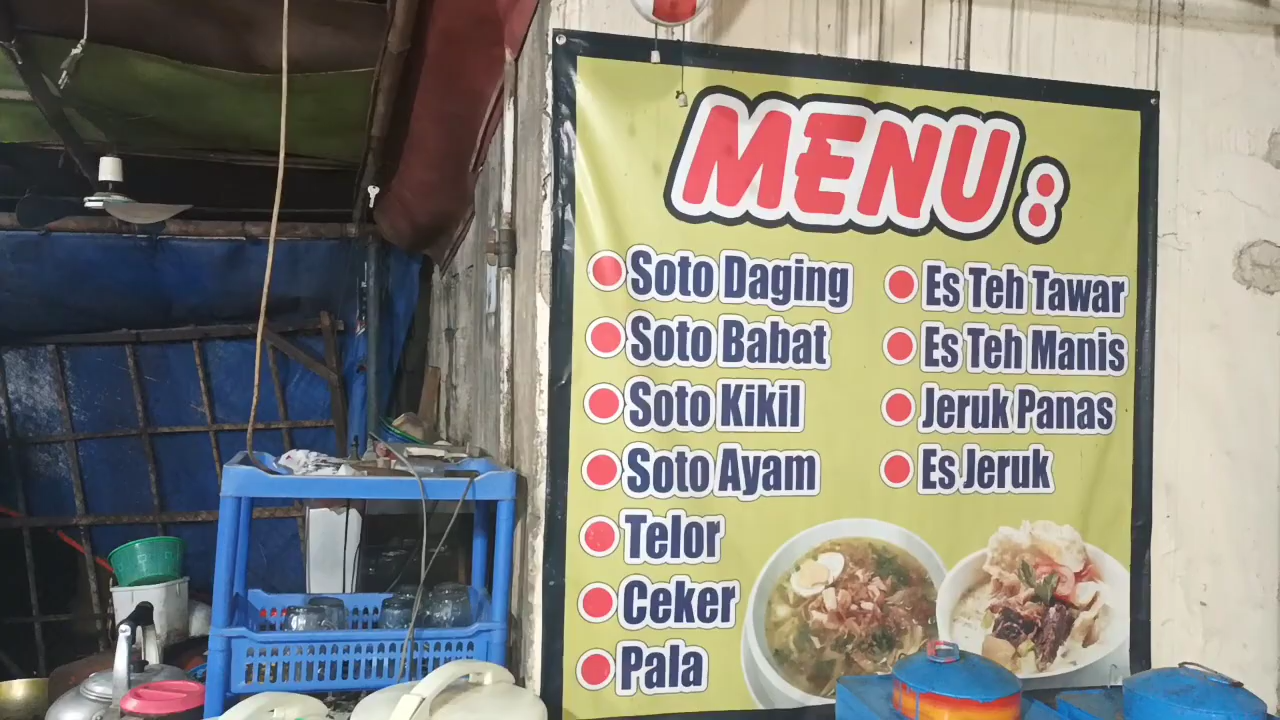 MENU:
Soto Daging
Soto Babat
Soto Kikil
Soto Ayam
Telor
Ceker
Pala
Es Teh Tawar
Es Teh Manis
Jeruk Panas
Es Jeruk